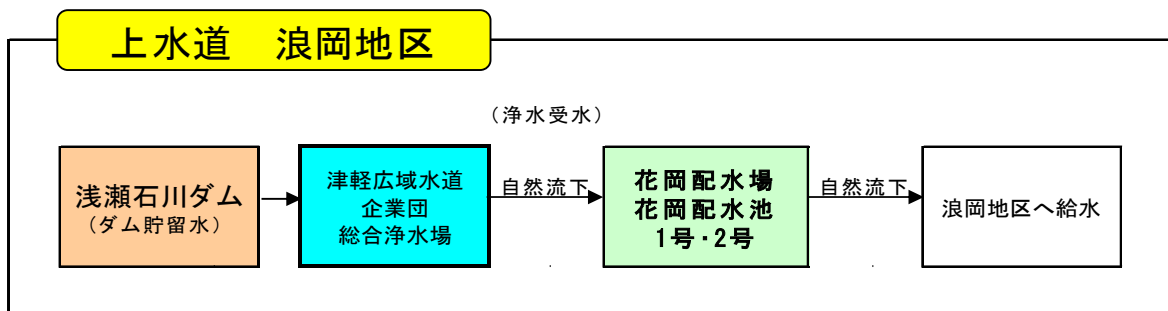 上水道　浪岡地区
（浄水受水）
浅瀬石川ダム
（ダム貯留水）
津軽広域水道
企業団
総合浄水場
自然流下
花岡配水場
花岡配水池
1号・2号
自然流下
浪岡地区へ給水